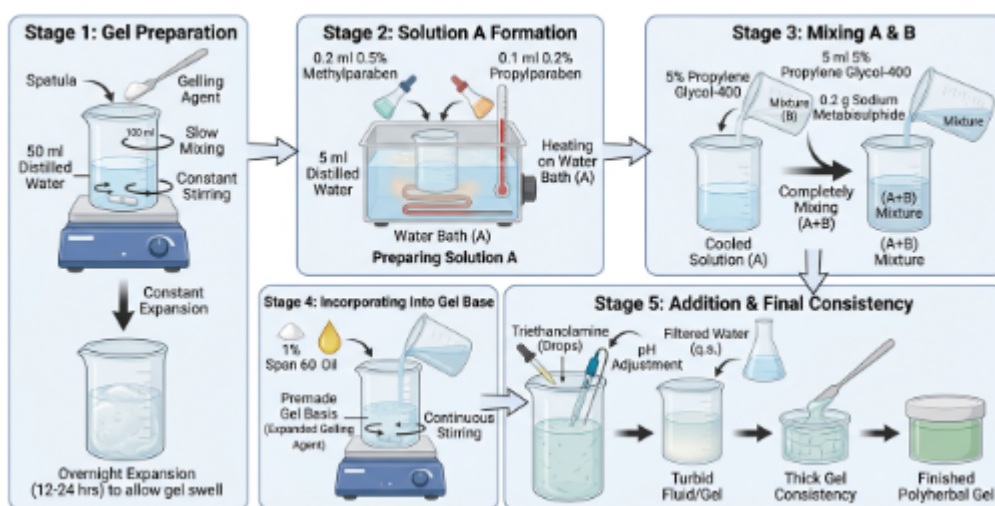 Stage 1: Gel Preparation
Spatula
Gelling
Agent
100 ml
Slow
Mixing
50 ml
Distilled
Water
Constant
Stirring
Constant
Expansion
Overnight Expansion
(12-24 hrs) to allow gel swell
Stage 2: Solution A Formation
0.2 ml 0.5%
Methylparaben
0.1 ml 0.2%
Propylparaben
5 ml
Distilled
Water
Heating
on Water
Bath (A)
Water Bath (A)
Preparing Solution A
Stage 3: Mixing A & B
5% Propylene
Glycol-400
5 ml 5%
Propylene Glycol-400
Mixture
(B)
0.2 g Sodium
Metabisulphide
Mixture
Completely
Mixing
(A+B)
(A+B)
Mixture
Cooled
Solution (A)
(A+B)
Mixture
Stage 4: Incorporating Into Gel Base
1%
Span 60 Oil
Premade
Gel Basis
(Expanded Gelling
Agent)
Continuous
Stirring
Stage 5: Addition & Final Consistency
Triethanolamine
(Drops)
pH
Adjustment
Filtered Water
(q.s.)
Turbid
Fluid/Gel
Thick Gel
Consistency
Finished
Polyherbal Gel